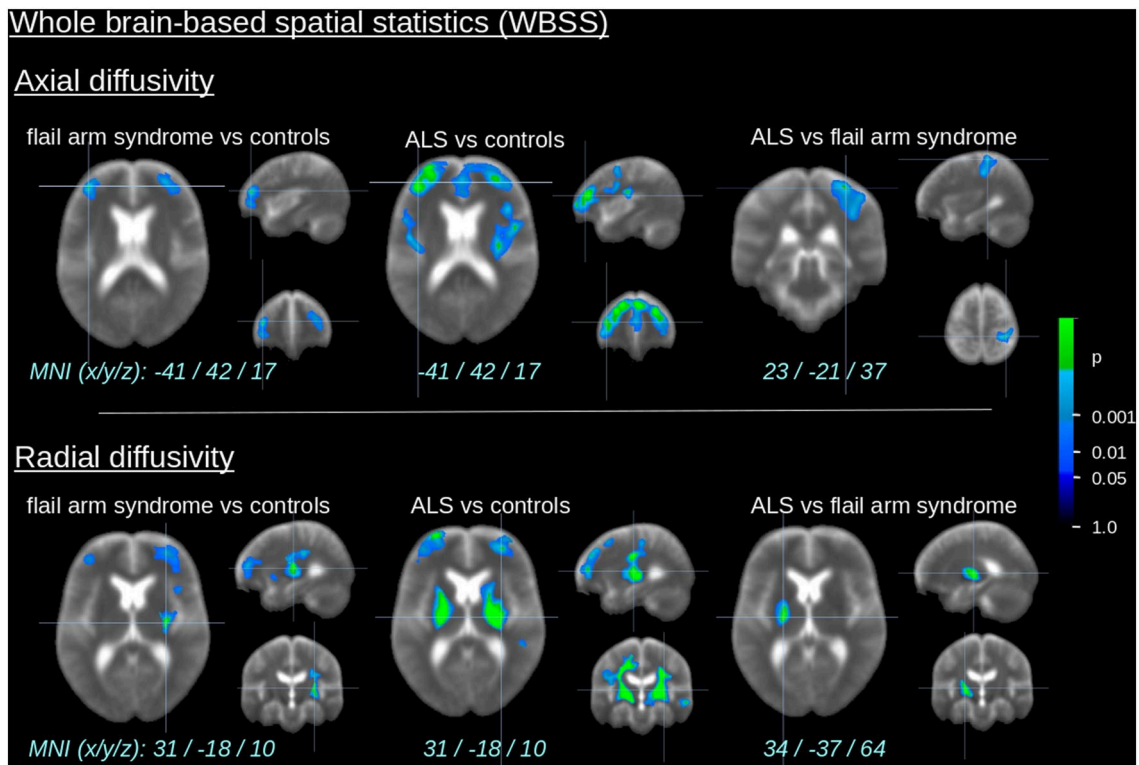 Whole brain-based spatial statistics (WBSS)
Axial diffusivity
flail arm syndrome vs controls
ALS vs controls
ALS vs flail arm syndrome
MNI (x/y/z): -41 / 42 / 17
-41 / 42 / 17
23 / -21 / 37
p
0.001
0.01
0.05
1.0
Radial diffusivity
flail arm syndrome vs controls
ALS vs controls
ALS vs flail arm syndrome
MNI (x/y/z): 31 / -18 / 10
31 / -18 / 10
34 / -37 / 64